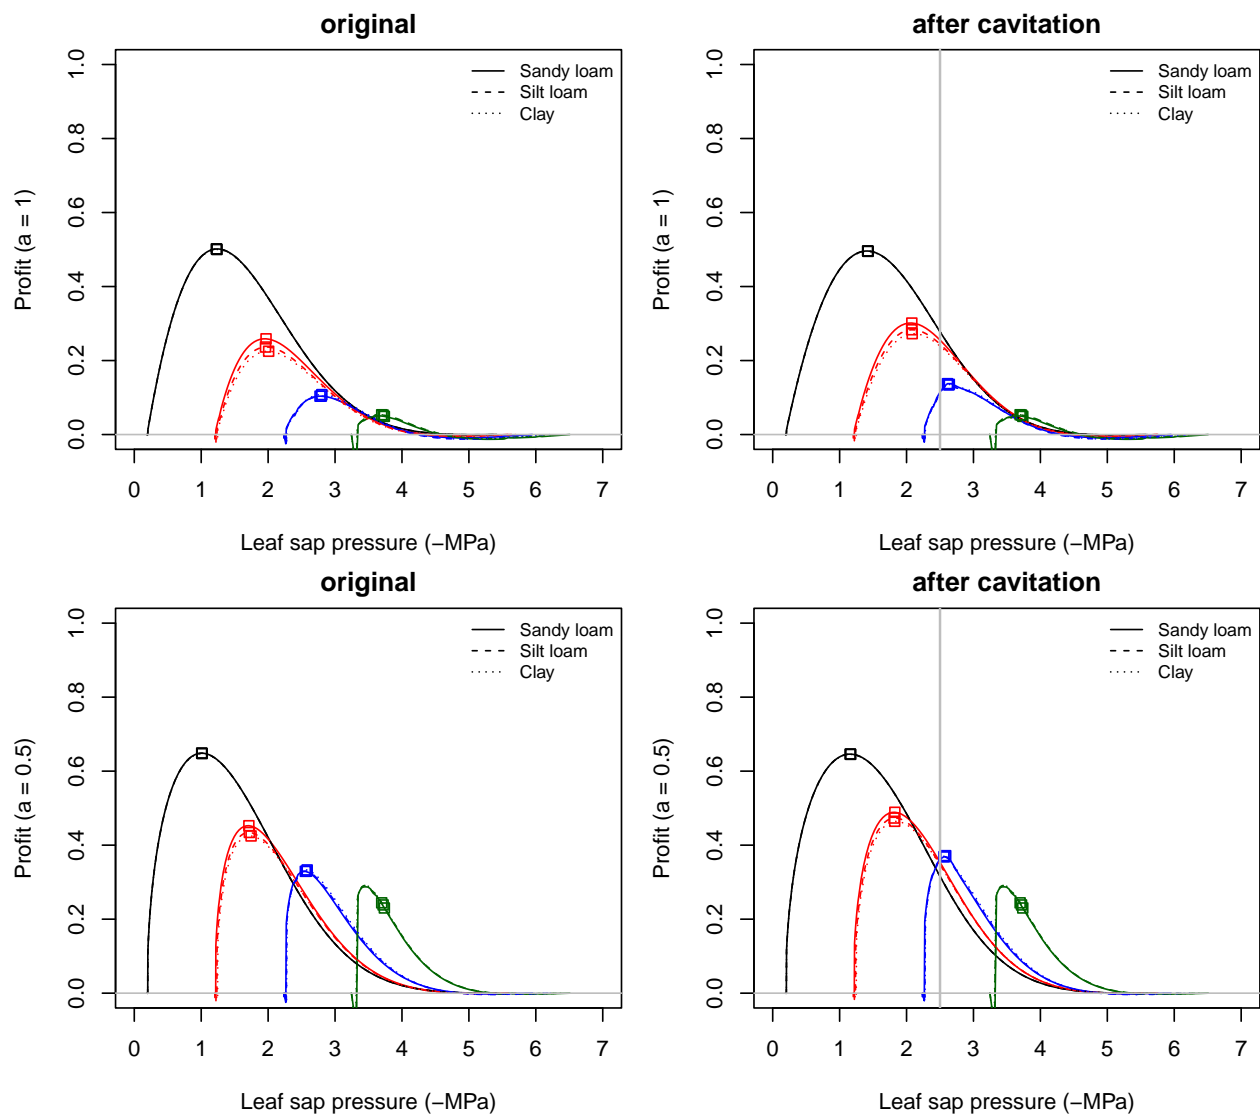 original
1.0
0.8
0.6
0.4
0.2
0.0
Profit (a = 1)
Sandy loam
Silt loam
Clay
0 1 2 3 4 5 6 7
Leaf sap pressure (−MPa)
after cavitation
1.0
0.8
0.6
0.4
0.2
0.0
Profit (a = 1)
Sandy loam
Silt loam
Clay
0 1 2 3 4 5 6 7
Leaf sap pressure (−MPa)
original
1.0
0.8
0.6
0.4
0.2
0.0
Profit (a = 0.5)
Sandy loam
Silt loam
Clay
0 1 2 3 4 5 6 7
Leaf sap pressure (−MPa)
after cavitation
1.0
0.8
0.6
0.4
0.2
0.0
Profit (a = 0.5)
Sandy loam
Silt loam
Clay
0 1 2 3 4 5 6 7
Leaf sap pressure (−MPa)